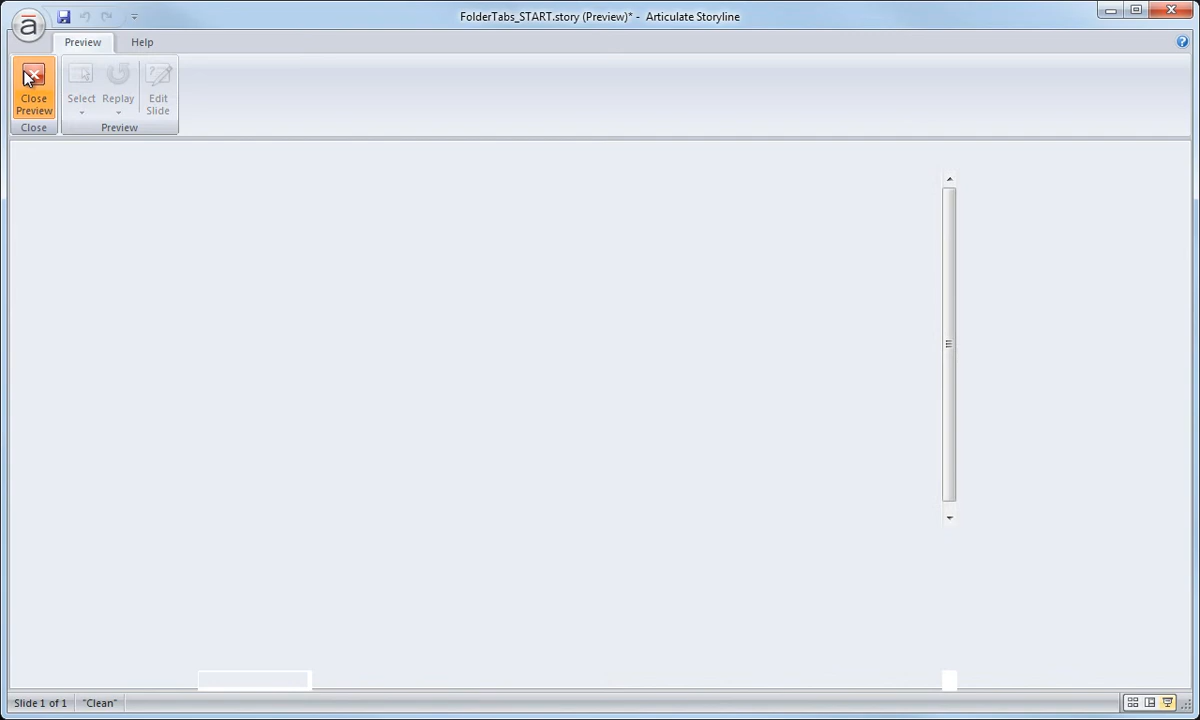 FolderTabs_START.story (Preview)* - Articulate Storyline
Preview Help
Close Preview
Select
Replay
Edit Slide
Close
Preview
Slide 1 of 1 "Clean"